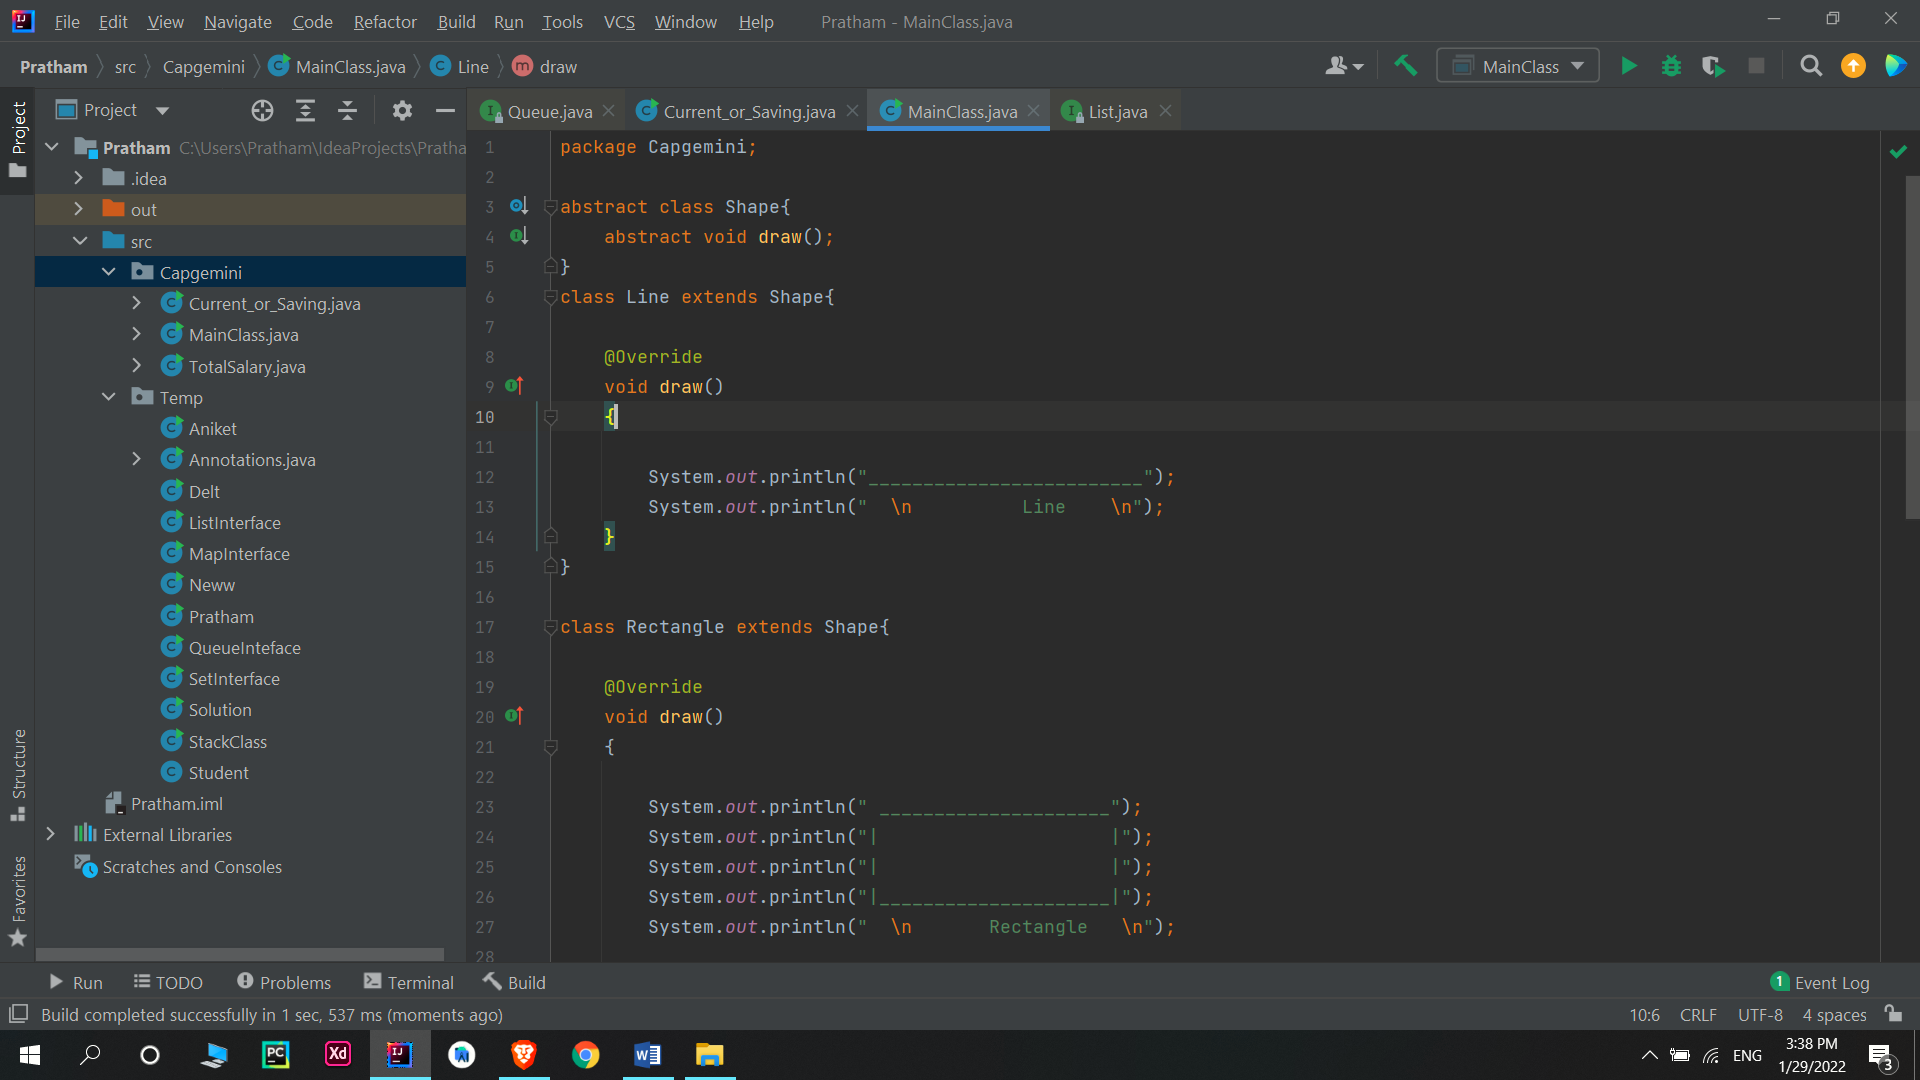 File Edit View Navigate Code Refactor Build Run Tools VCS Window Help Pratham - MainClass.java
Pratham src Capgemini MainClass.java Line draw MainClass
Project
Project
Structure
Favorites
Pratham C:\Users\Pratham\IdeaProjects\Pratha
.idea
out
src
Capgemini
Current_or_Saving.java
MainClass.java
TotalSalary.java
Temp
Aniket
Annotations.java
Delt
ListInterface
MapInterface
Neww
Pratham
QueueInteface
SetInterface
Solution
StackClass
Student
Pratham.iml
External Libraries
Scratches and Consoles
Queue.java Current_or_Saving.java MainClass.java List.java
1 package Capgemini;
2
3 abstract class Shape{
4 abstract void draw();
5 }
6 class Line extends Shape{
7
8 @Override
9 void draw()
10 {
11
12 System.out.println("_________________________");
13 System.out.println("  \n          Line    \n");
14 }
15 }
16
17 class Rectangle extends Shape{
18
19 @Override
20 void draw()
21 {
22
23 System.out.println(" _____________________");
24 System.out.println("|                     |");
25 System.out.println("|                     |");
26 System.out.println("|_____________________|");
27 System.out.println("  \n       Rectangle   \n");
28
Run TODO Problems Terminal Build 1 Event Log
Build completed successfully in 1 sec, 537 ms (moments ago) 10:6 CRLF UTF-8 4 spaces
PC Xd IJ W ENG 3:38 PM
1/29/2022 3